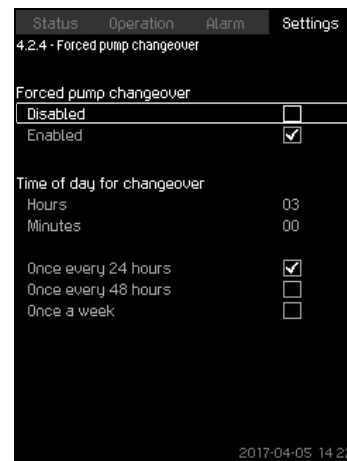 Status Operation Alarm Settings
4.2.4 - Forced pump changeover
Forced pump changeover
Disabled
Enabled
Time of day for changeover
Hours 03
Minutes 00
Once every 24 hours
Once every 48 hours
Once a week
2017-04-05 14:2